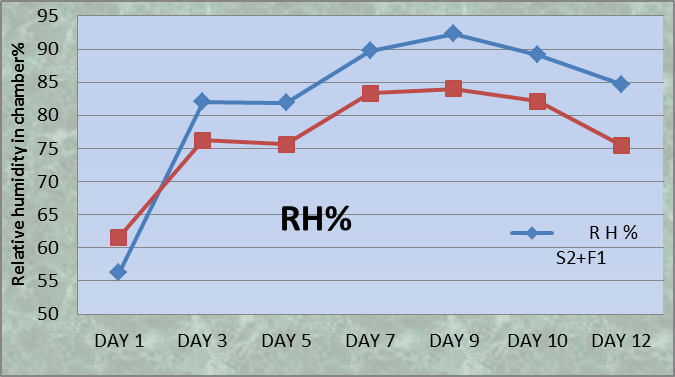 Relative humidity in chamber%
95
90
85
80
75
70
65
60
55
50
RH%
R H %
S2+F1
DAY 1 DAY 3 DAY 5 DAY 7 DAY 9 DAY 10 DAY 12